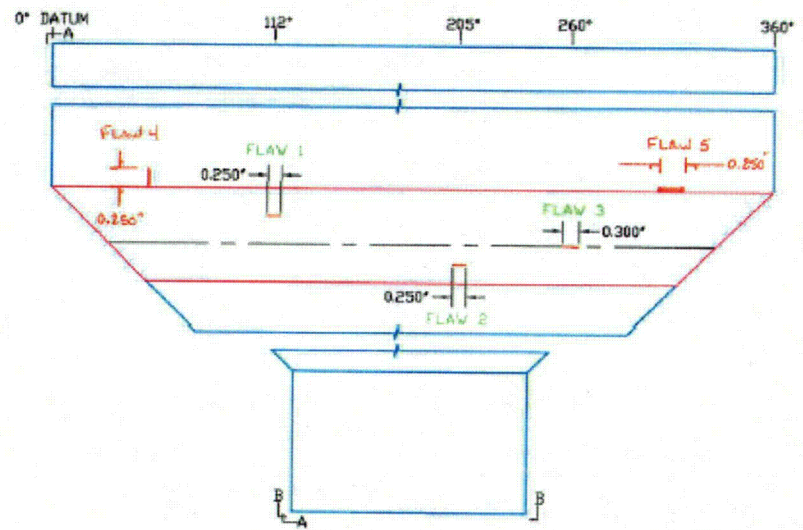 0° DATUM
112°
205°
260°
360°
A
FLAW 4
FLAW 1
FLAW 5
0.250"
0.250"
0.250"
FLAW 3
0.300"
0.250"
FLAW 2
B
B
A